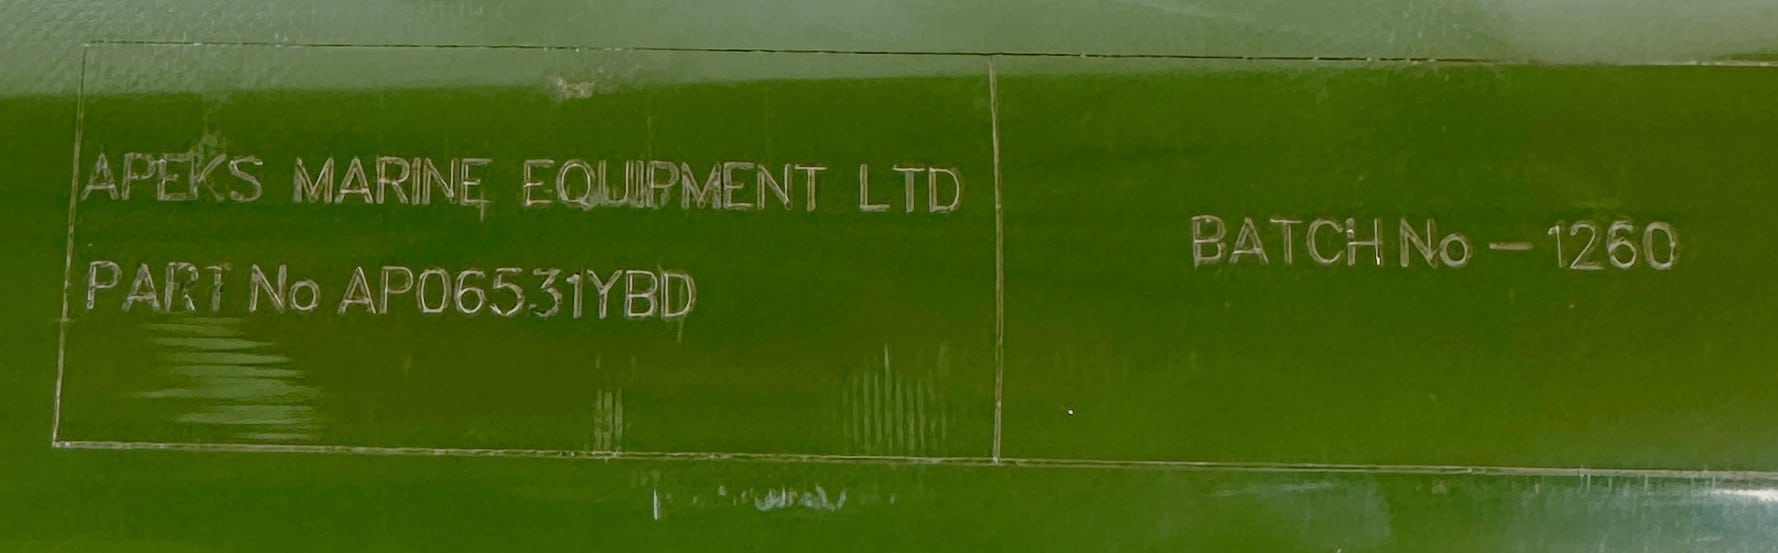 APEKS MARINE EQUIPMENT LTD
PART No AP06531YBD
BATCH No – 1260